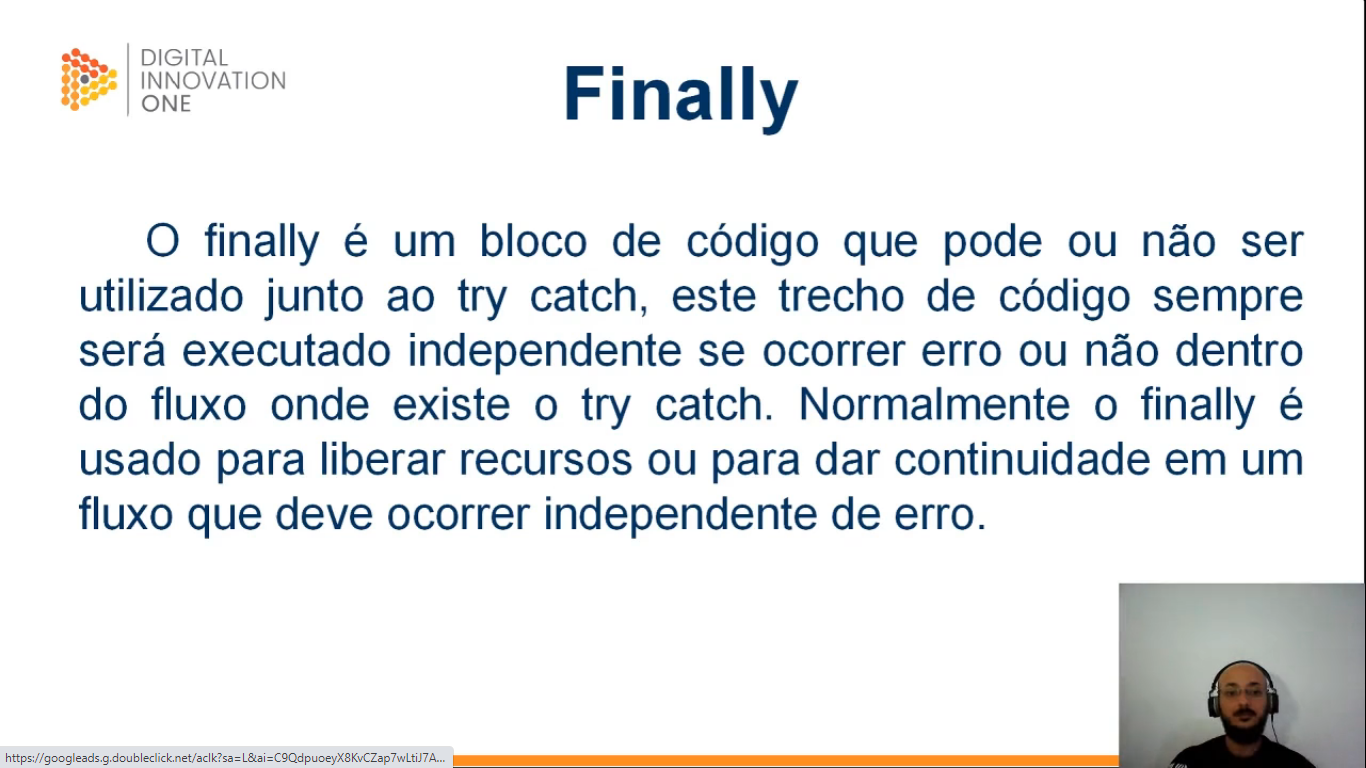 DIGITAL
INNOVATION
ONE
Finally
O finally é um bloco de código que pode ou não ser
utilizado junto ao try catch, este trecho de código sempre
será executado independente se ocorrer erro ou não dentro
do fluxo onde existe o try catch. Normalmente o finally é
usado para liberar recursos ou para dar continuidade em um
fluxo que deve ocorrer independente de erro.
https://googleads.g.doubleclick.net/aclk?sa=L&ai=C9QdpuoeyX8KvCZap7wLtiJ7A...